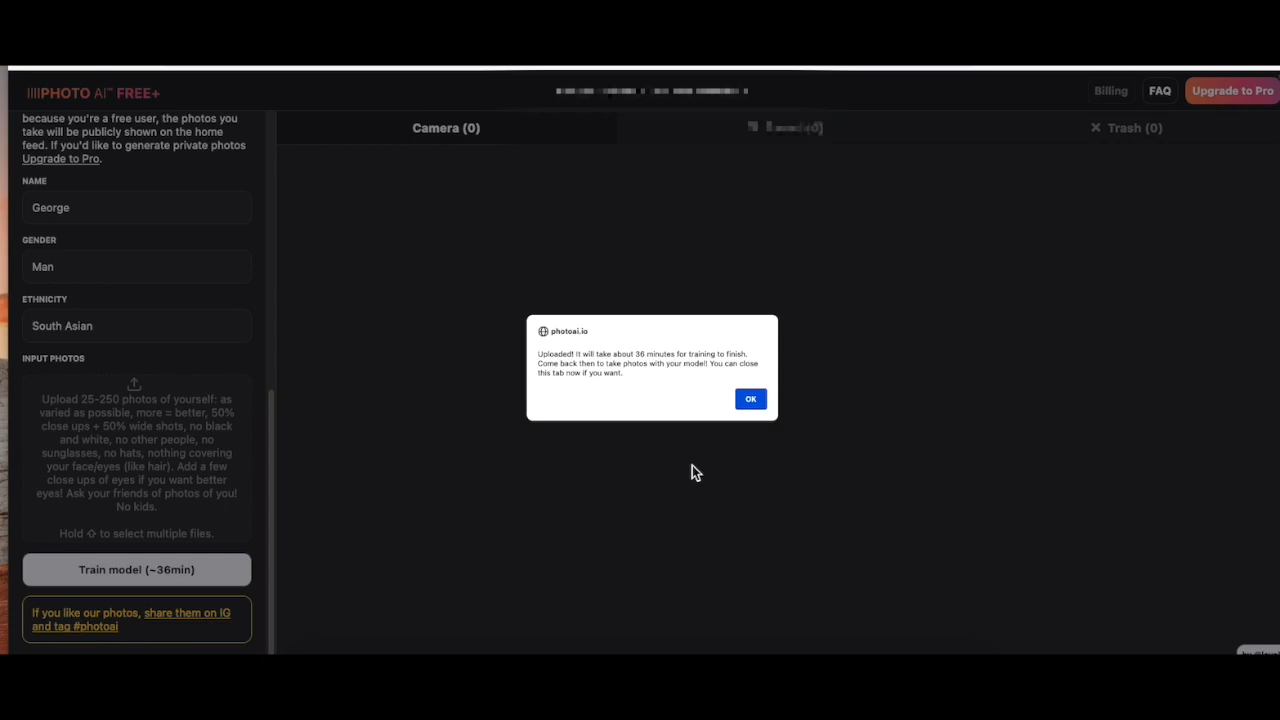 PHOTO AI™ FREE+
Billing
FAQ
Upgrade to Pro
because you're a free user, the photos you
take will be publicly shown on the home
feed. If you'd like to generate private photos
Upgrade to Pro.
NAME
George
GENDER
Man
ETHNICITY
South Asian
INPUT PHOTOS
Upload 25-250 photos of yourself: as
varied as possible, more = better, 50%
close ups + 50% wide shots, no black
and white, no other people, no
sunglasses, no hats, nothing covering
your face/eyes (like hair). Add a few
close ups of eyes if you want better
eyes! Ask your friends of photos of you!
No kids.
Hold ⇧ to select multiple files.
Train model (~36min)
If you like our photos, share them on IG
and tag #photoai
Camera (0)
✕ Trash (0)
photoai.io
Uploaded! It will take about 36 minutes for training to finish.
Come back then to take photos with your model! You can close
this tab now if you want.
OK